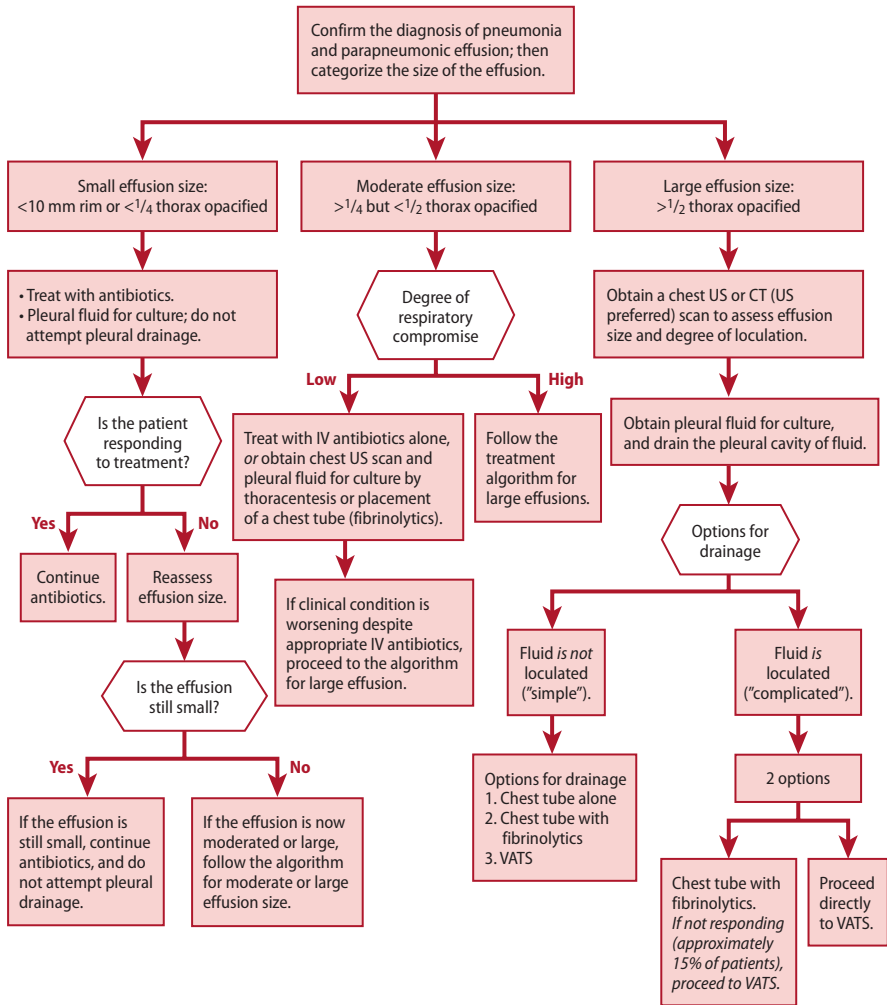 Confirm the diagnosis of pneumonia
and parapneumonic effusion; then
categorize the size of the effusion.
Small effusion size:
<10 mm rim or <1/4 thorax opacified
Moderate effusion size:
>1/4 but <1/2 thorax opacified
Large effusion size:
>1/2 thorax opacified
• Treat with antibiotics.
• Pleural fluid for culture; do not
attempt pleural drainage.
Degree of
respiratory
compromise
Obtain a chest US or CT (US
preferred) scan to assess effusion
size and degree of loculation.
Low
High
Is the patient
responding
to treatment?
Treat with IV antibiotics alone,
or obtain chest US scan and
pleural fluid for culture by
thoracentesis or placement
of a chest tube (fibrinolytics).
Follow the
treatment
algorithm for
large effusions.
Obtain pleural fluid for culture,
and drain the pleural cavity of fluid.
Yes
No
Options for
drainage
Continue
antibiotics.
Reassess
effusion size.
If clinical condition is
worsening despite
appropriate IV antibiotics,
proceed to the algorithm
for large effusion.
Fluid is not
loculated
("simple").
Fluid is
loculated
("complicated").
Is the effusion
still small?
Yes
No
Options for drainage
1. Chest tube alone
2. Chest tube with
fibrinolytics
3. VATS
2 options
If the effusion is
still small, continue
antibiotics, and do
not attempt pleural
drainage.
If the effusion is now
moderated or large,
follow the algorithm
for moderate or large
effusion size.
Chest tube with
fibrinolytics.
If not responding
(approximately
15% of patients),
proceed to VATS.
Proceed
directly
to VATS.